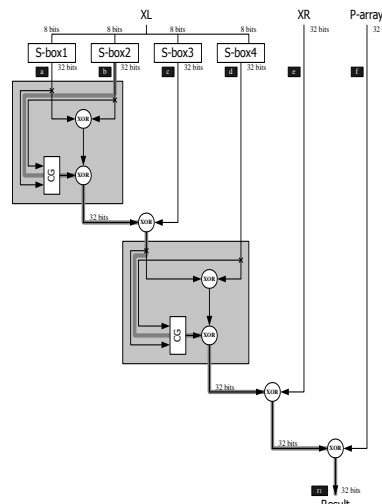 XL XR P-array
8 bits 8 bits 8 bits 8 bits 32 bits 32
S-box1 S-box2 S-box3 S-box4
a 32 bits b 32 bits c 32 bits d 32 bits e f
XOR
CG XOR
32 bits XOR
XOR
CG XOR
32 bits XOR
32 bits XOR
32 bits
Result